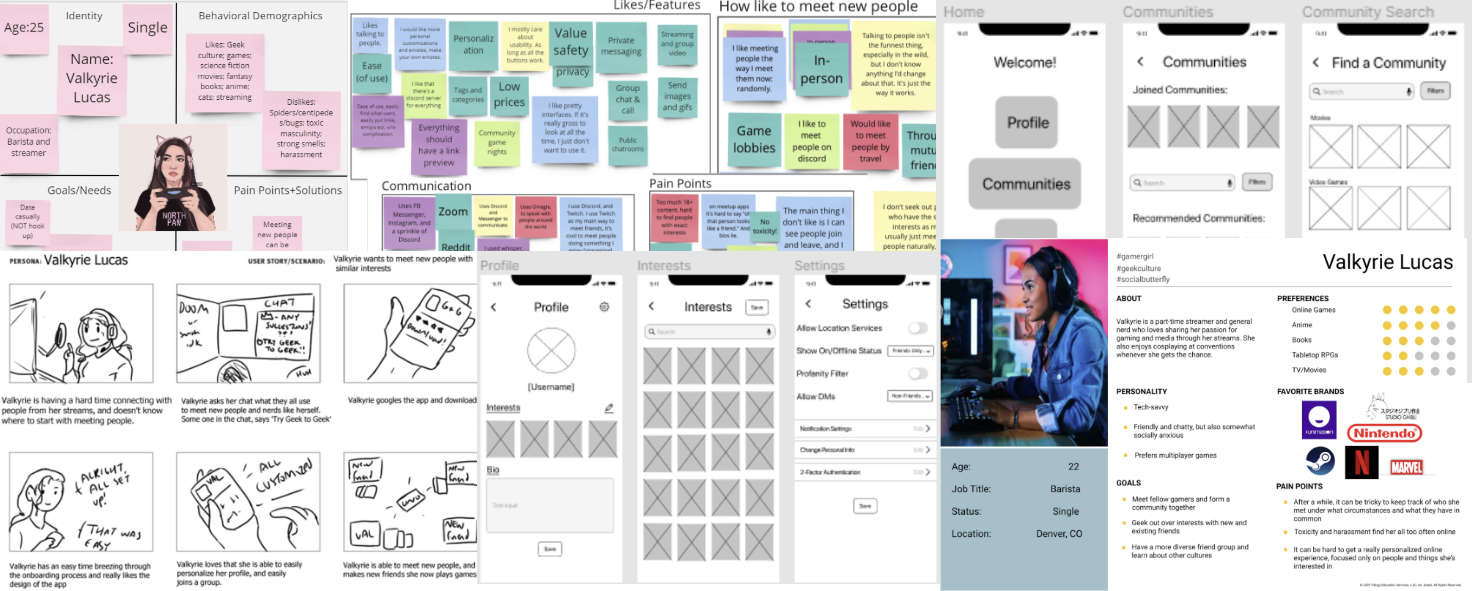 Identity
Age:25
Single
Name:
Valkyrie
Lucas
Occupation:
Barista and
streamer
Behavioral Demographics
Likes: Geek
culture; games;
science fiction
movies; fantasy
books; anime;
cats; streaming
Dislikes:
Spiders/centipede
s/bugs; toxic
masculinity;
strong smells;
harassment
NORTH
PAW
Goals/Needs
Date
casually
(NOT hook
up)
Pain Points+Solutions
Meeting
new people
can be
Likes/Features
Likes
talking to
people.
I would like more
personal
customizations
and emotes, make
your own emotes.
Personaliz
ation
I mostly care
about
usability. As
long as all the
buttons work.
Value
safety
privacy
Private
messaging
Streaming
and group
video
Ease
(of use)
I like that
there's a
discord server
for everything
Tags and
categories
Low
prices
Group
chat &
call
Send
images
and gifs
Everything
should
have a link
preview
Community
game
nights
I like pretty
interfaces. If it's
really gross to
look at all the
time, I just don't
want to use it.
Public
chatrooms
How like to meet new people
I like meeting
people the
way I meet
them now:
randomly.
In-
person
Talking to people isn't
the funnest thing,
especially in the wild,
but I don't know
anything I'd change
about it. It's just the
way it works.
Game
lobbies
I like to
meet
people on
discord
Would like
to meet
people by
travel
Throu
mutu
frien
Communication
Uses FB
Messenger,
Instagram, and
a sprinkle of
Discord
Zoom
Reddit
Uses Discord
and
Messenger to
communicate.
Uses Omegle,
to speak with
people around
the world
I used whisper,
I use Discord, and
Twitch. I use Twitch
as my main way to
meet friends, it's
cool to meet people
doing something I
Pain Points
Too much 18+
content, hard
to find people
with exact
interests
on meetup apps
it's hard to say "oh
that person looks
like a friend." And
bios lie.
No
toxicity!
The main thing I
don't like is I can
see people join
and leave, and I
I don't seek out p
who have the s
interests as m
usually just mee
people naturally,
Home
9:41
Welcome!
Profile
Communities
Communities
9:41
Communities
Joined Communities:
Search
Filters
Recommended Communities:
Community Search
9:41
Find a Community
Search
Filters
Movies
Video Games
PERSONA: Valkyrie Lucas
USER STORY/SCENARIO:
Valkyrie wants to meet new people with
similar interests
Valkyrie is having a hard time connecting with
people from her streams, and doesn't know
where to start with meeting people.
DOOM
CHAT
- ANY
SUGGESTIONS?
TRY GEEK
TO GEEK!!
HUH
Valkyrie asks her chat what they all use
to meet new people and nerds like herself.
Some one in the chat, says 'Try Geek to Geek'
G2G
Download!
Valkyrie googles the app and download
ALRIGHT,
ALL SET
UP!
THAT WAS
EASY
Valkyrie has an easy time breezing through
the onboarding process and really likes the
design of the app
VAL
ALL
CUSTOMIZED
Valkyrie loves that she is able to easily
personalize her profile, and easily
joins a group.
NEW
friend
NEW
friend
VAL
NEW
friend
Valkyrie is able to meet new people, and
makes new friends she now plays games
Profile
9:41
Profile
[Username]
Interests
Bio
Text input
Save
Interests
9:41
Interests
Save
Search
Settings
9:41
Settings
Allow Location Services
Show On/Offline Status
Friends Only
Profanity Filter
Allow DMs
Non-Friends
Notification Settings
Edit
Change Personal Info
Edit
2-Factor Authentication
Edit
Save
Age: 22
Job Title: Barista
Status: Single
Location: Denver, CO
#gamergirl
#geekculture
#socialbutterfly
Valkyrie Lucas
ABOUT
Valkyrie is a part-time streamer and general
nerd who loves sharing her passion for
gaming and media through her streams. She
also enjoys cosplaying at conventions
whenever she gets the chance.
PERSONALITY
Tech-savvy
Friendly and chatty, but also somewhat
socially anxious
Prefers multiplayer games
GOALS
Meet fellow gamers and form a
community together
Geek out over interests with new and
existing friends
Have a more diverse friend group and
learn about other cultures
PREFERENCES
Online Games
Anime
Books
Tabletop RPGs
TV/Movies
FAVORITE BRANDS
FUNIMATION
スタジオジブリ作品
STUDIO GHIBLI
Nintendo
N
MARVEL
PAIN POINTS
After a while, it can be tricky to keep track of who she
met under what circumstances and what they have in
common
Toxicity and harassment find her all too often online
It can be hard to get a really personalized online
experience, focused only on people and things she's
interested in